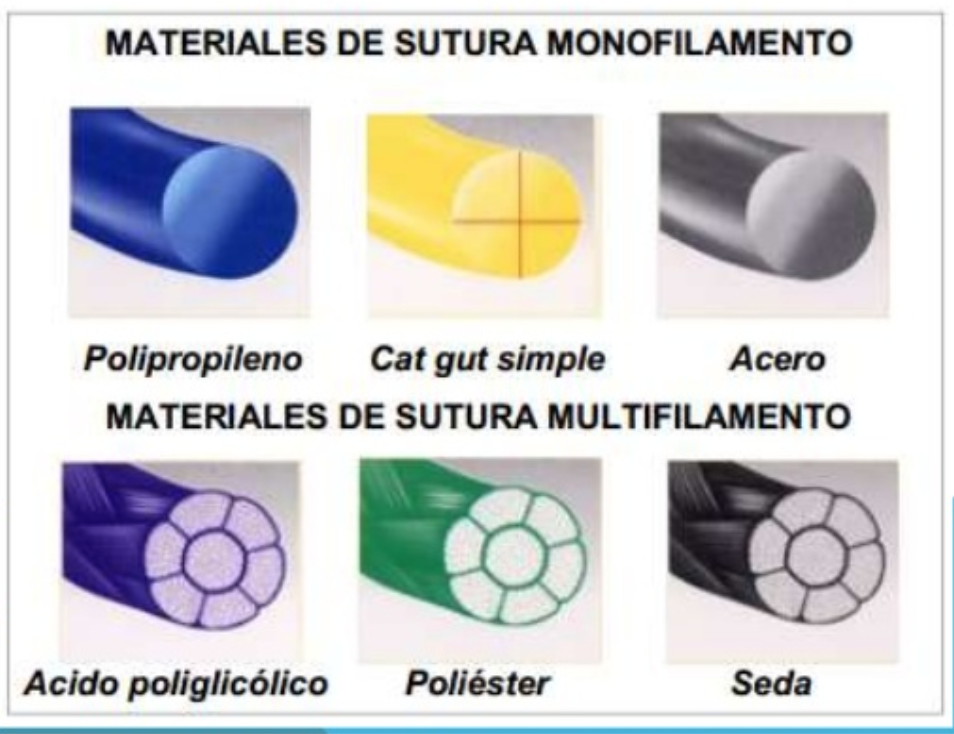 MATERIALES DE SUTURA MONOFILAMENTO
Polipropileno Cat gut simple Acero
MATERIALES DE SUTURA MULTIFILAMENTO
Acido poliglicólico Poliéster Seda